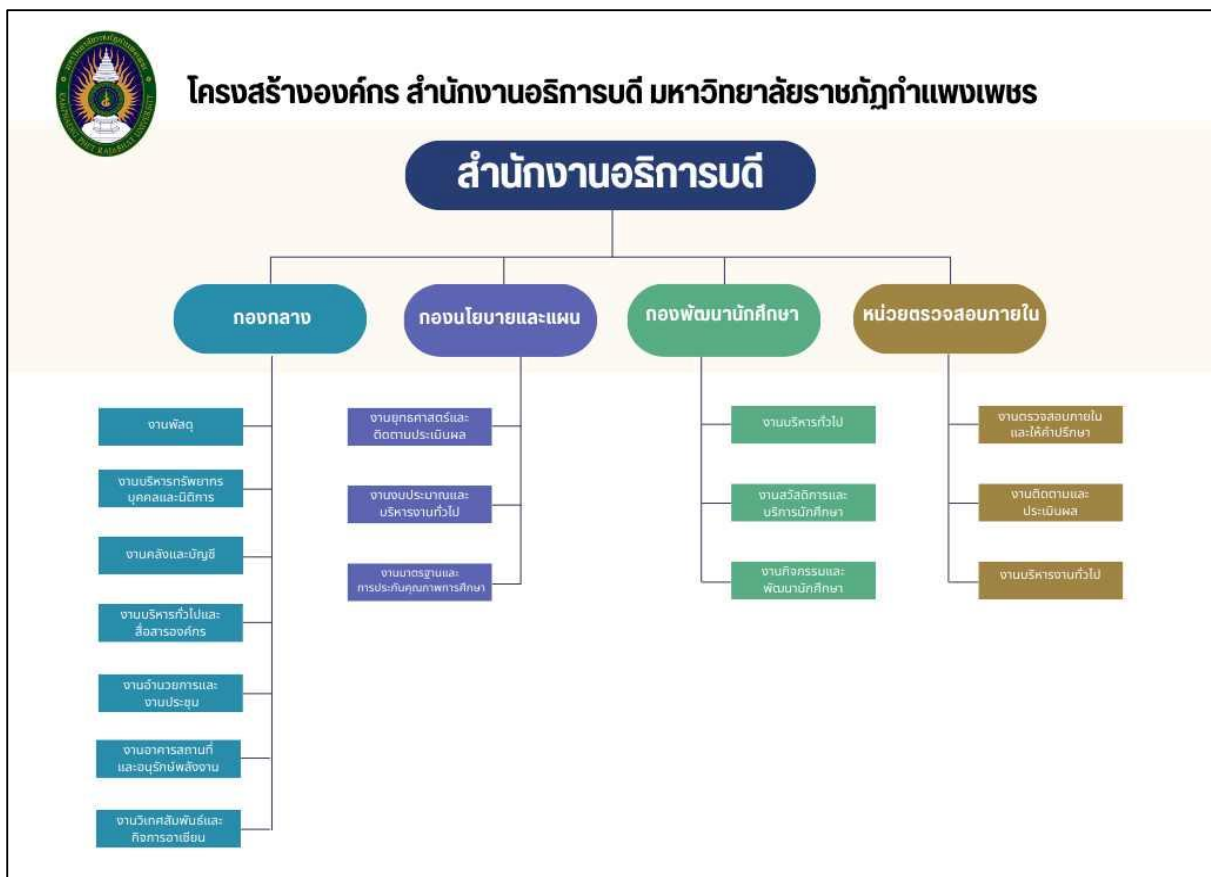 โครงสร้างองค์กร สำนักงานอธิการบดี มหาวิทยาลัยราชภัฏกำแพงเพชร
สำนักงานอธิการบดี
กองกลาง
กองนโยบายและแผน
กองพัฒนานักศึกษา
หน่วยตรวจสอบภายใน
งานพัสดุ
งานบริหารทรัพยากร
บุคคลและนิติการ
งานคลังและบัญชี
งานบริหารทั่วไปและ
สื่อสารองค์กร
งานอำนวยการและ
งานประชุม
งานอาคารสถานที่
และอนุรักษ์พลังงาน
งานวิเทศสัมพันธ์และ
กิจการอาเซียน
งานยุทธศาสตร์และ
ติดตามประเมินผล
งานงบประมาณและ
บริหารงานทั่วไป
งานมาตรฐานและ
การประกันคุณภาพการศึกษา
งานบริหารทั่วไป
งานสวัสดิการและ
บริการนักศึกษา
งานกิจกรรมและ
พัฒนานักศึกษา
งานตรวจสอบภายใน
และให้คำปรึกษา
งานติดตามและ
ประเมินผล
งานบริหารงานทั่วไป
KAMPHAENG PHET RAJABHAT UNIVERSITY